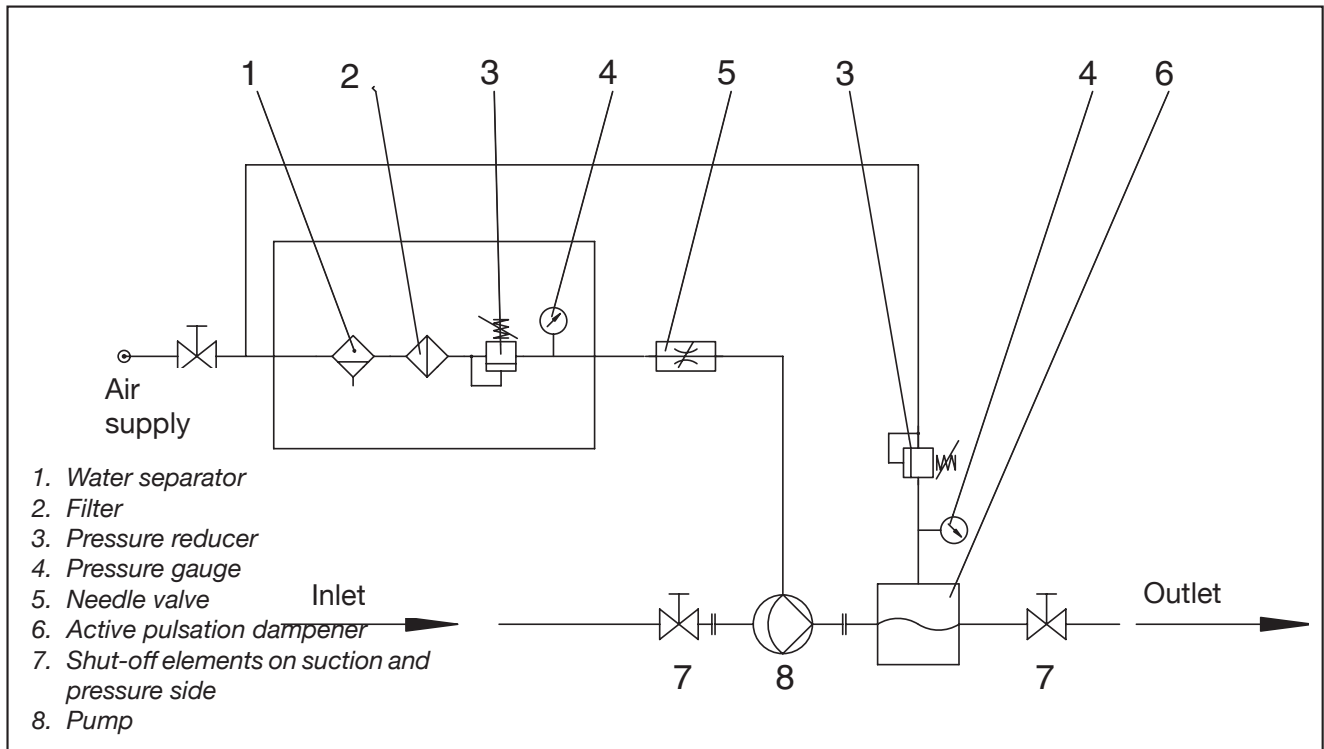 1 2 3 4 5 3 4 6
Air
supply
1. Water separator
2. Filter
3. Pressure reducer
4. Pressure gauge
5. Needle valve
6. Active pulsation dampener
7. Shut-off elements on suction and
pressure side
8. Pump
Inlet
Outlet
7 8 7